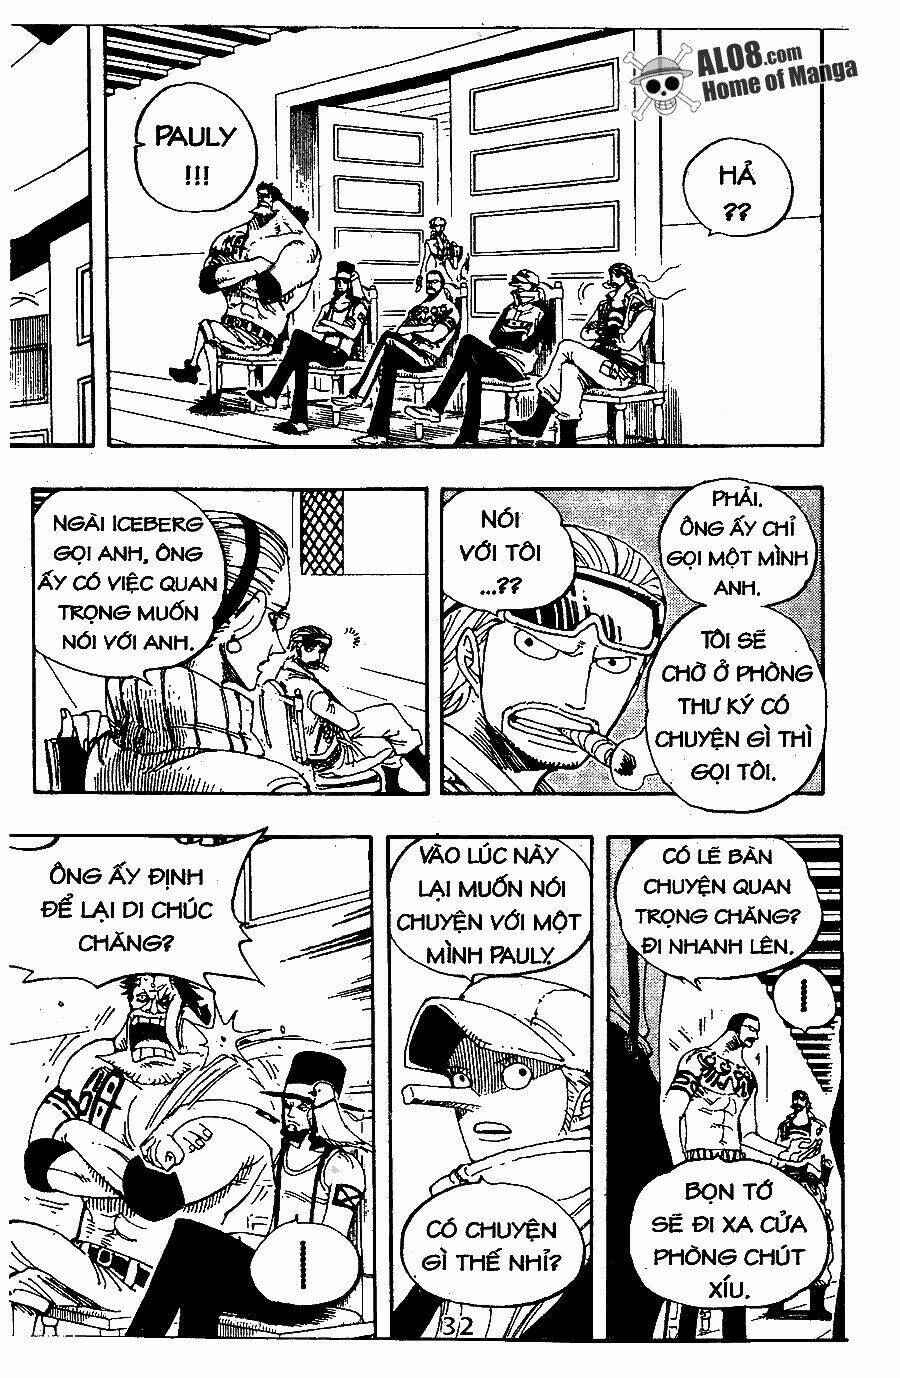 AL08.com
Home of Manga
PAULY
!!!
HẢ
??
NGÀI ICEBERG
GỌI ANH, ÔNG
ẤY CÓ VIỆC QUAN
TRỌNG MUỐN
NÓI VỚI ANH.
NÓI
VỚI TÔI
...??
PHẢI.
ÔNG ẤY CHỈ
GỌI MỘT MÌNH
ANH.
TÔI SẼ
CHỜ Ở PHÒNG
THƯ KÝ CÓ
CHUYỆN GÌ THÌ
GỌI TÔI.
ÔNG ẤY ĐỊNH
ĐỂ LẠI DI CHÚC
CHĂNG?
VÀO LÚC NÀY
LẠI MUỐN NÓI
CHUYỆN VỚI MỘT
MÌNH PAULY.
CÓ CHUYỆN
GÌ THẾ NHỈ?
CÓ LẼ BÀN
CHUYỆN QUAN
TRỌNG CHĂNG?
ĐI NHANH LÊN.
BỌN TỚ
SẼ ĐI XA CỬA
PHÒNG CHÚT
XÍU.
32